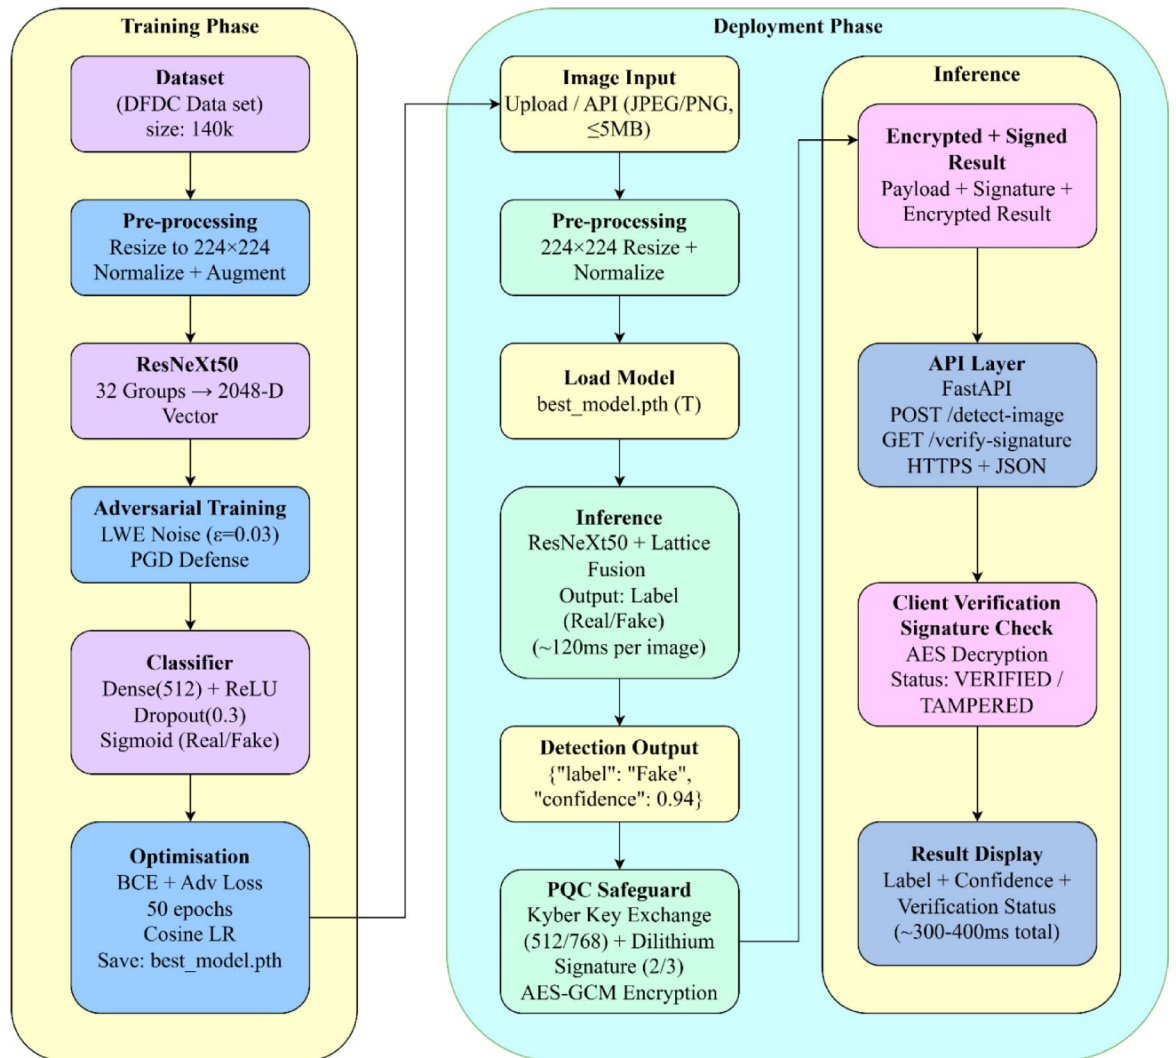 Training Phase
Dataset
(DFDC Data set)
size: 140k
Pre-processing
Resize to 224×224
Normalize + Augment
ResNeXt50
32 Groups → 2048-D
Vector
Adversarial Training
LWE Noise (ε=0.03)
PGD Defense
Classifier
Dense(512) + ReLU
Dropout(0.3)
Sigmoid (Real/Fake)
Optimisation
BCE + Adv Loss
50 epochs
Cosine LR
Save: best_model.pth
Deployment Phase
Image Input
Upload / API (JPEG/PNG,
≤5MB)
Pre-processing
224×224 Resize +
Normalize
Load Model
best_model.pth (T)
Inference
ResNeXt50 + Lattice
Fusion
Output: Label
(Real/Fake)
(~120ms per image)
Detection Output
{"label": "Fake",
"confidence": 0.94}
PQC Safeguard
Kyber Key Exchange
(512/768) + Dilithium
Signature (2/3)
AES-GCM Encryption
Inference
Encrypted + Signed
Result
Payload + Signature +
Encrypted Result
API Layer
FastAPI
POST /detect-image
GET /verify-signature
HTTPS + JSON
Client Verification
Signature Check
AES Decryption
Status: VERIFIED /
TAMPERED
Result Display
Label + Confidence +
Verification Status
(~300-400ms total)